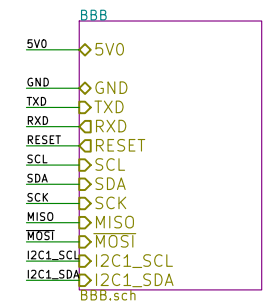 BBB
5V0 5V0
GND GND
TXD TXD
RXD RXD
RESET RESET
SCL SCL
SDA SDA
SCK SCK
MISO MISO
MOSI MOSI
I2C1_SCL I2C1_SCL
I2C1_SDA I2C1_SDA
BBB.sch